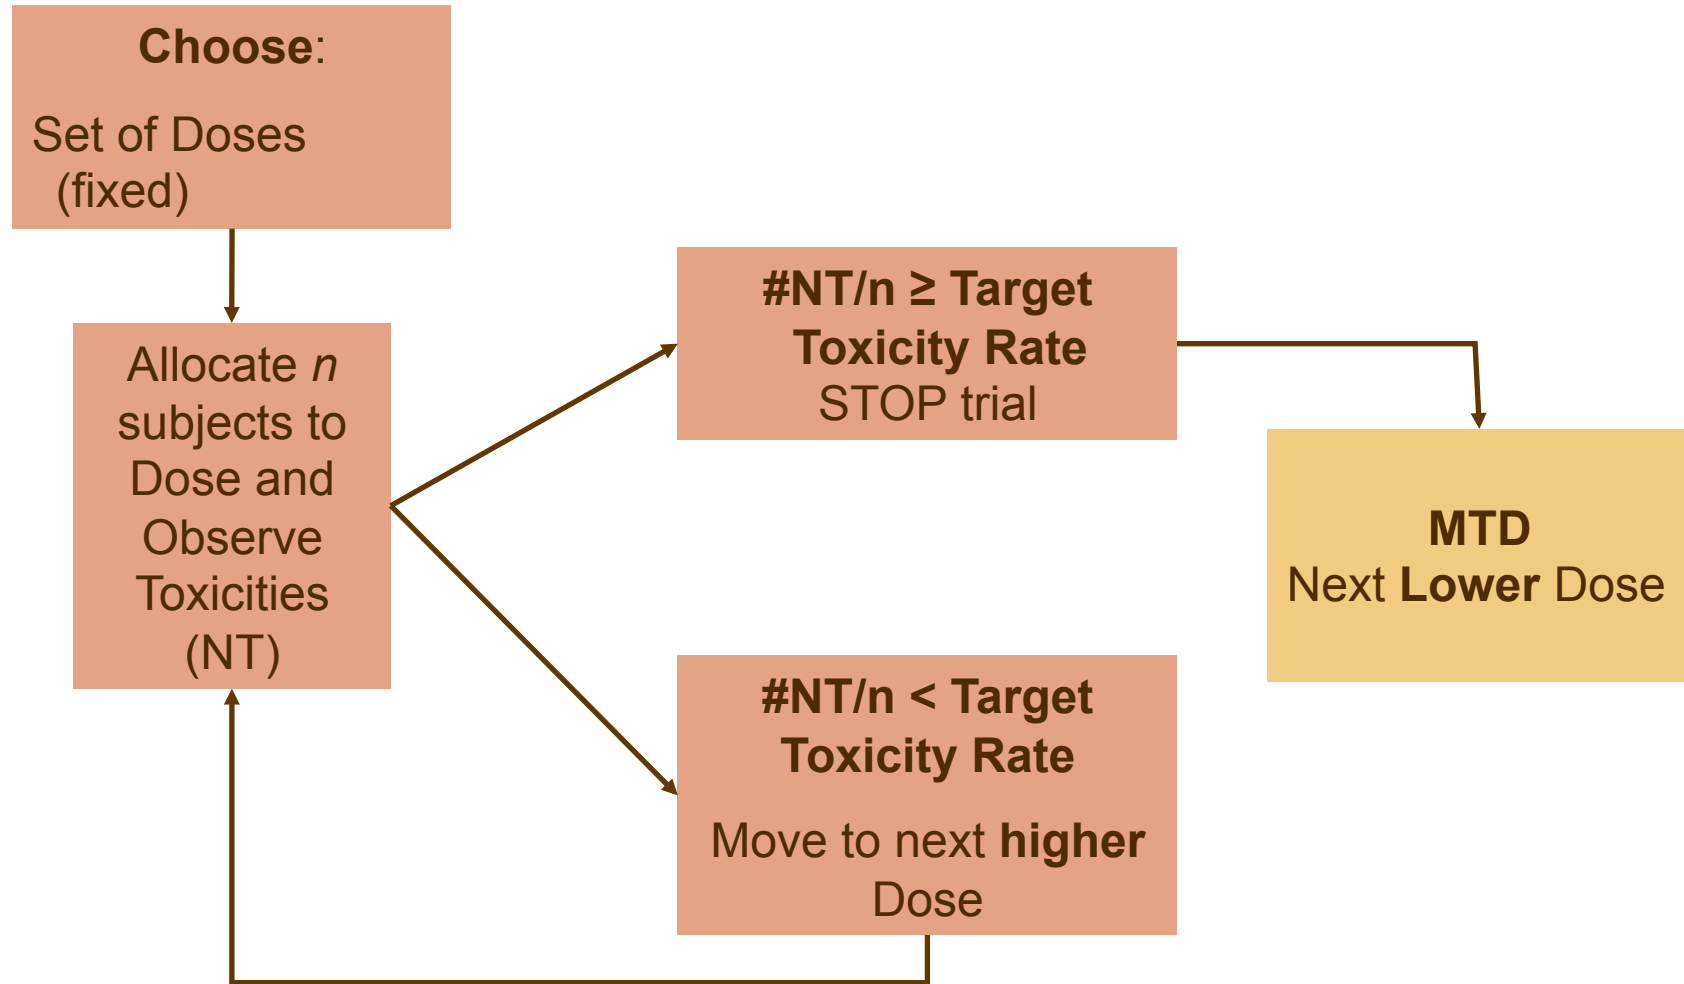 Choose:
Set of Doses
(fixed)
Allocate n
subjects to
Dose and
Observe
Toxicities
(NT)
#NT/n ≥ Target
Toxicity Rate
STOP trial
#NT/n < Target
Toxicity Rate
Move to next higher
Dose
MTD
Next Lower Dose